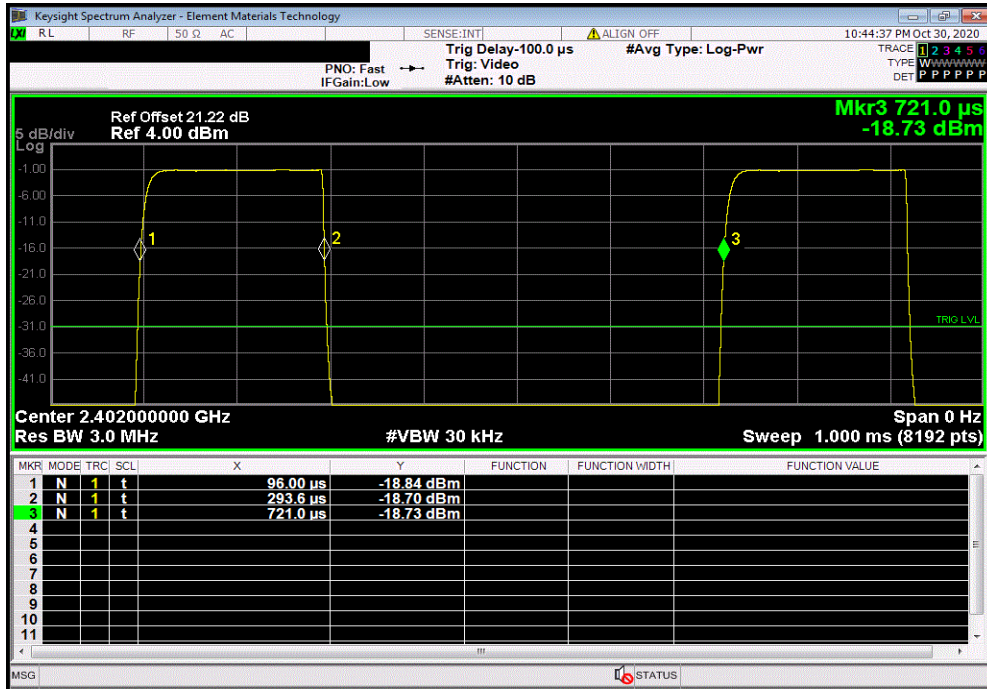 Keysight Spectrum Analyzer - Element Materials Technology
LXI RL RF 50 Ω AC SENSE:INT ALIGN OFF 10:44:37 PM Oct 30, 2020
Trig Delay-100.0 µs #Avg Type: Log-Pwr TRACE 1 2 3 4 5 6
PNO: Fast Trig: Video TYPE WWWWWW
IFGain:Low #Atten: 10 dB DET P P P P P P
Mkr3 721.0 µs
-18.73 dBm
Ref Offset 21.22 dB
5 dB/div Ref 4.00 dBm
Log
-1.00
-6.00
-11.0
1 2 3
-16.0
-21.0
-26.0
-31.0 TRIG LVL
-36.0
-41.0
Center 2.402000000 GHz Span 0 Hz
Res BW 3.0 MHz #VBW 30 kHz Sweep 1.000 ms (8192 pts)
MKR MODE TRC SCL X Y FUNCTION FUNCTION WIDTH FUNCTION VALUE
1 N 1 t 96.00 µs -18.84 dBm
2 N 1 t 293.6 µs -18.70 dBm
3 N 1 t 721.0 µs -18.73 dBm
4
5
6
7
8
9
10
11
MSG STATUS